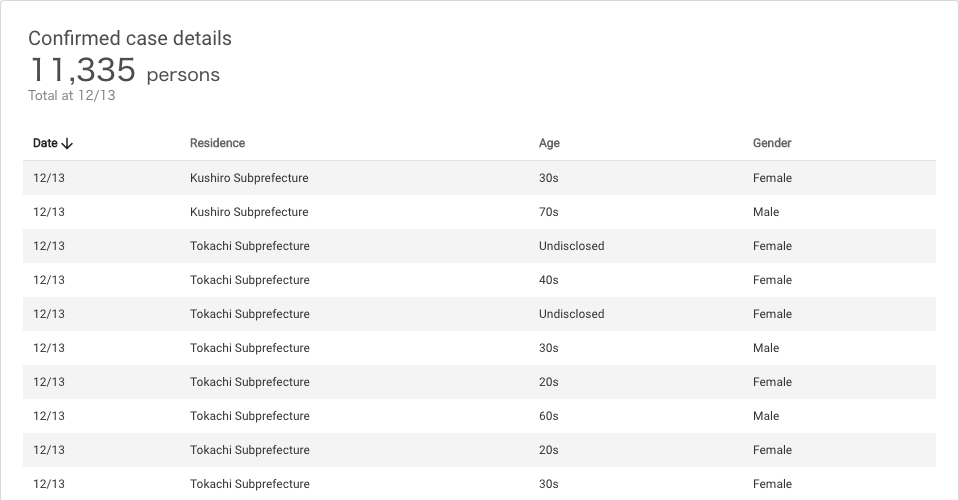 Confirmed case details
11,335 persons
Total at 12/13
Date Residence Age Gender
12/13 Kushiro Subprefecture 30s Female
12/13 Kushiro Subprefecture 70s Male
12/13 Tokachi Subprefecture Undisclosed Female
12/13 Tokachi Subprefecture 40s Female
12/13 Tokachi Subprefecture Undisclosed Female
12/13 Tokachi Subprefecture 30s Male
12/13 Tokachi Subprefecture 20s Female
12/13 Tokachi Subprefecture 60s Male
12/13 Tokachi Subprefecture 20s Female
12/13 Tokachi Subprefecture 30s Female